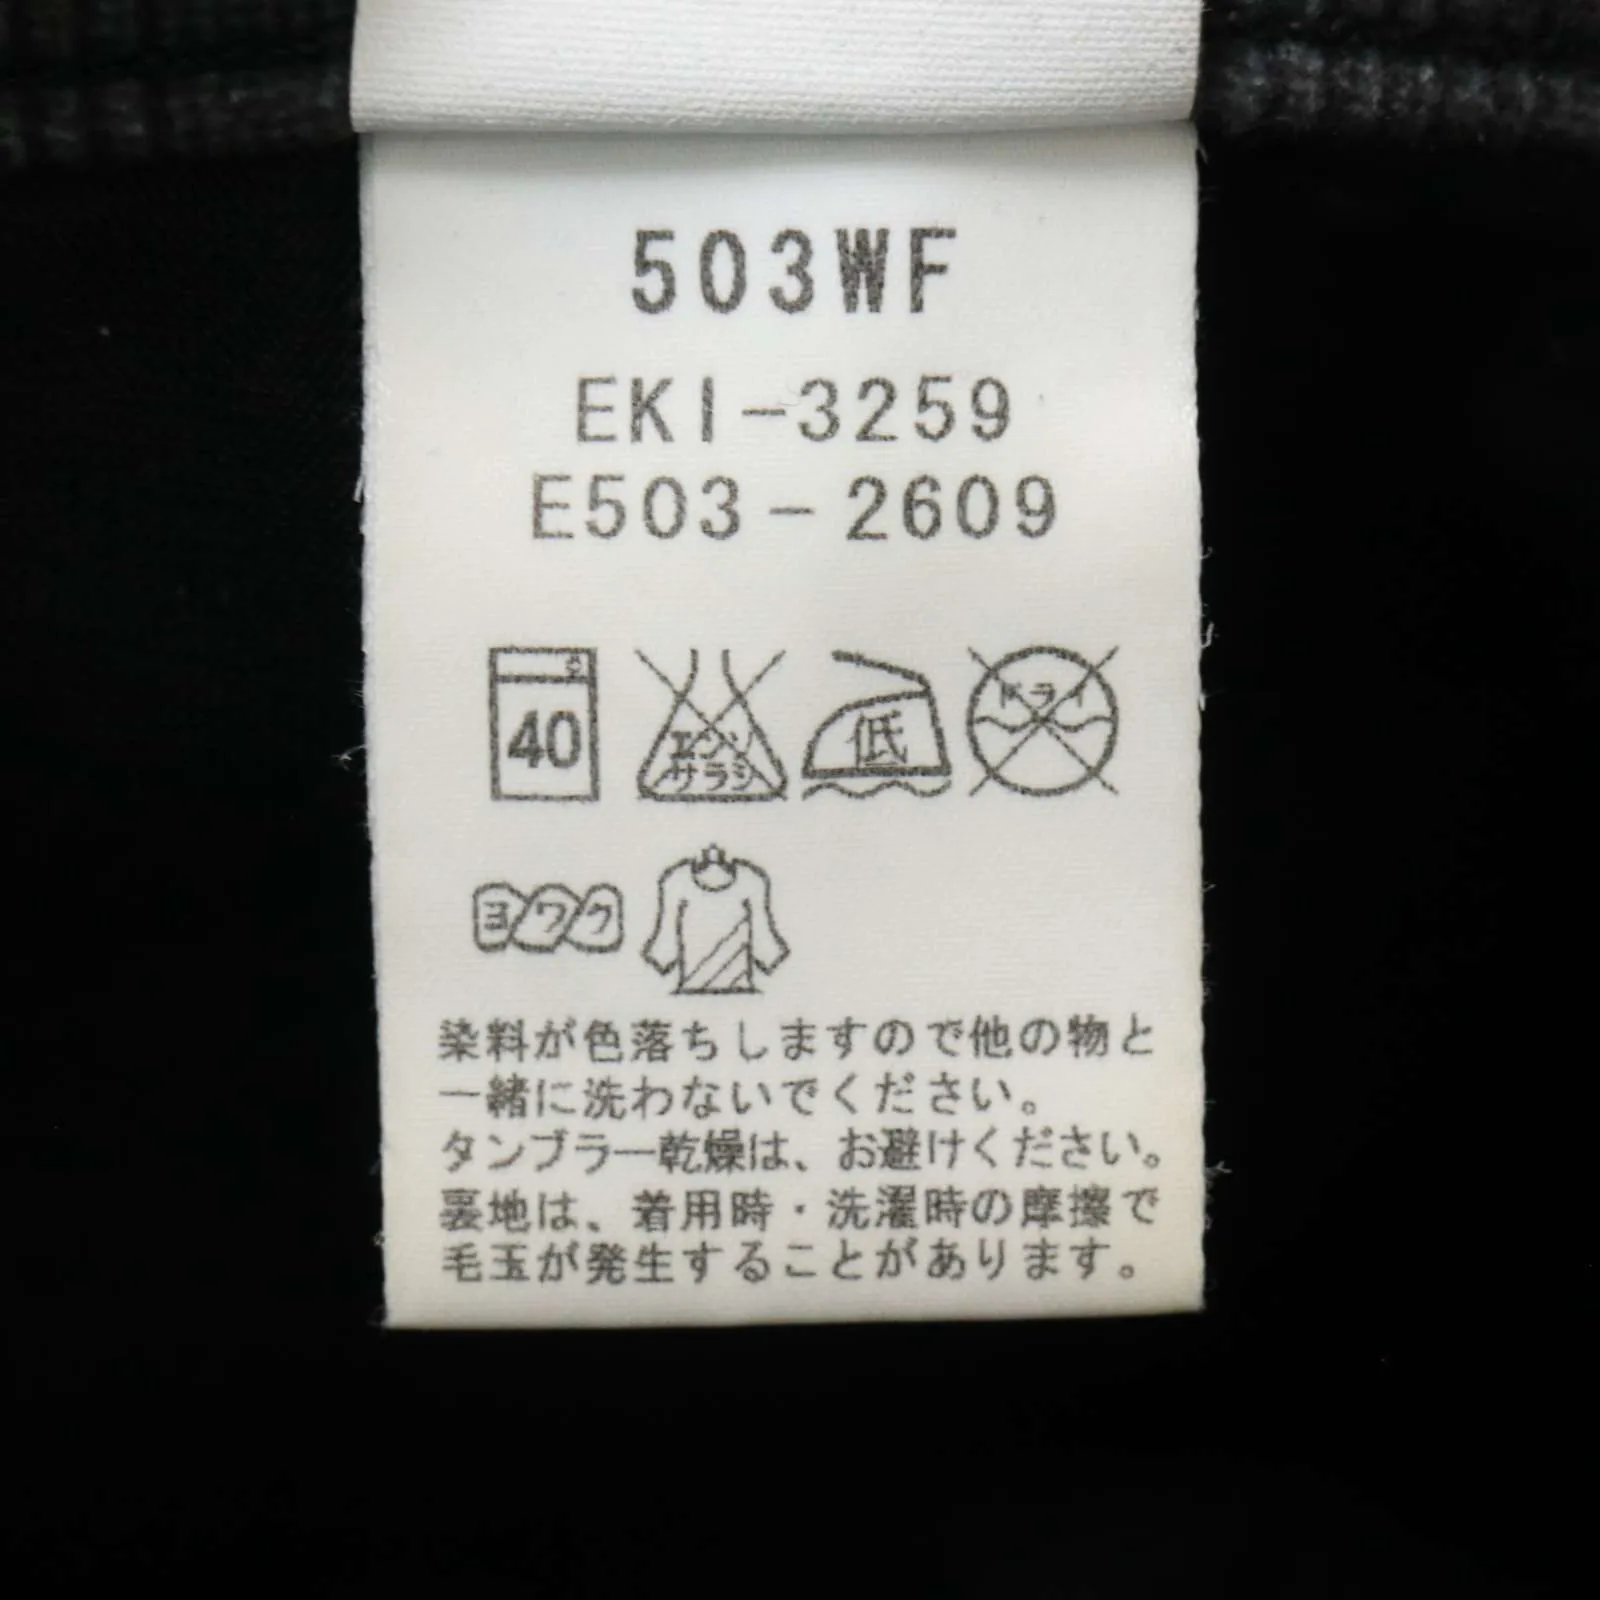 503WF
EKI-3259
E503-2609
40 エンソサラシ 低 ドライ
ヨワク
染料が色落ちしますので他の物と
一緒に洗わないでください。
タンブラー乾燥は、お避けください。
裏地は、着用時・洗濯時の摩擦で
毛玉が発生することがあります。